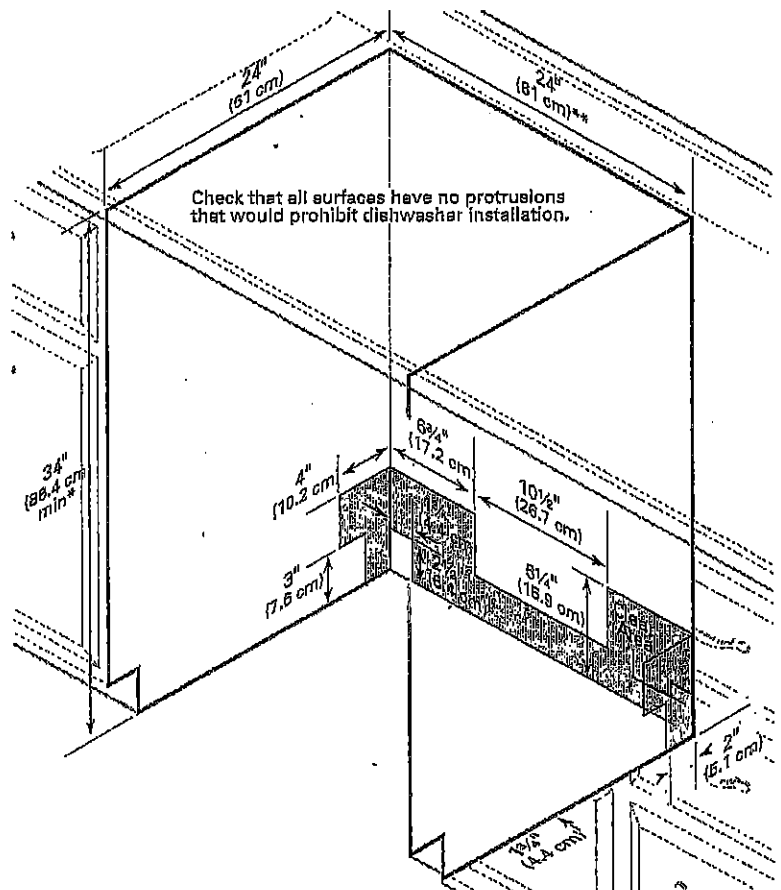 24"
(61 cm)
24"
(61 cm)**
Check that all surfaces have no protrusions
that would prohibit dishwasher installation.
34"
(86.4 cm
min*
6¾"
(17.2 cm)
4"
(10.2 cm)
10½"
(26.7 cm)
3"
(7.6 cm)
6¼"
(15.9 cm)
2"
(5.1 cm)
1¾"
(4.4 cm)